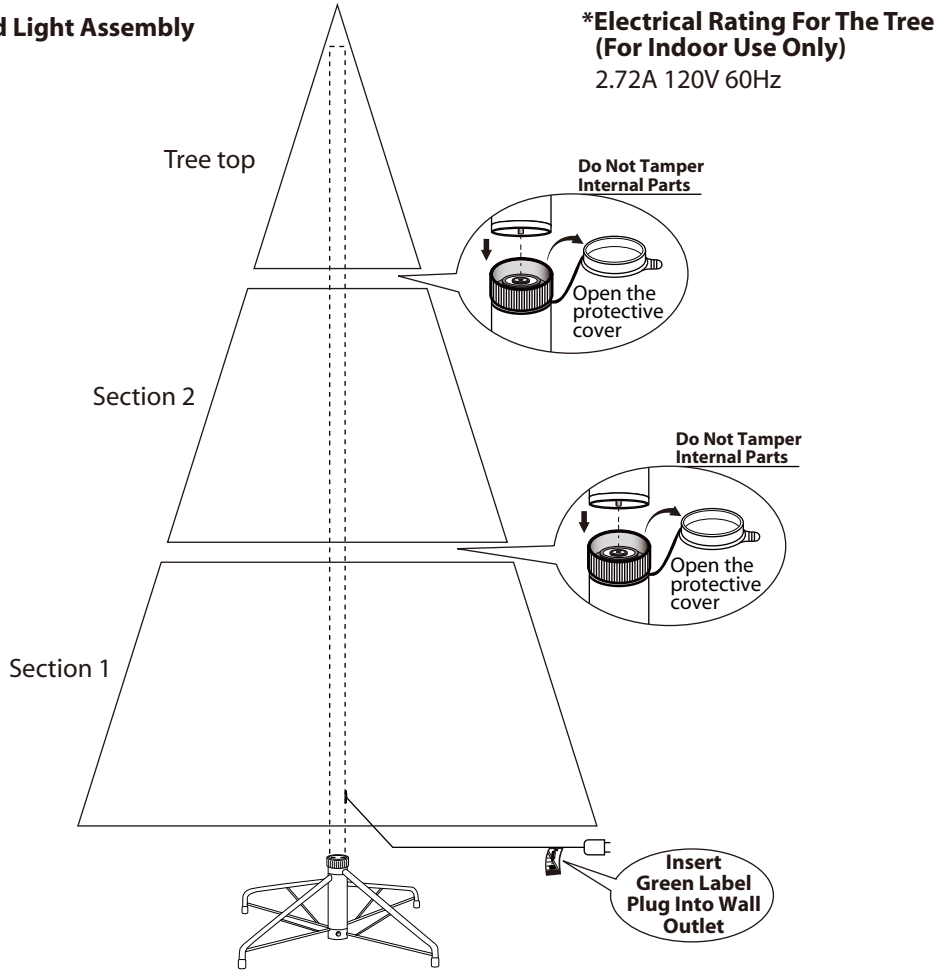 Light Assembly
*Electrical Rating For The Tree
(For Indoor Use Only)
2.72A 120V 60Hz
Tree top
Do Not Tamper
Internal Parts
Open the
protective
cover
Section 2
Do Not Tamper
Internal Parts
Open the
protective
cover
Section 1
Insert
Green Label
Plug Into Wall
Outlet